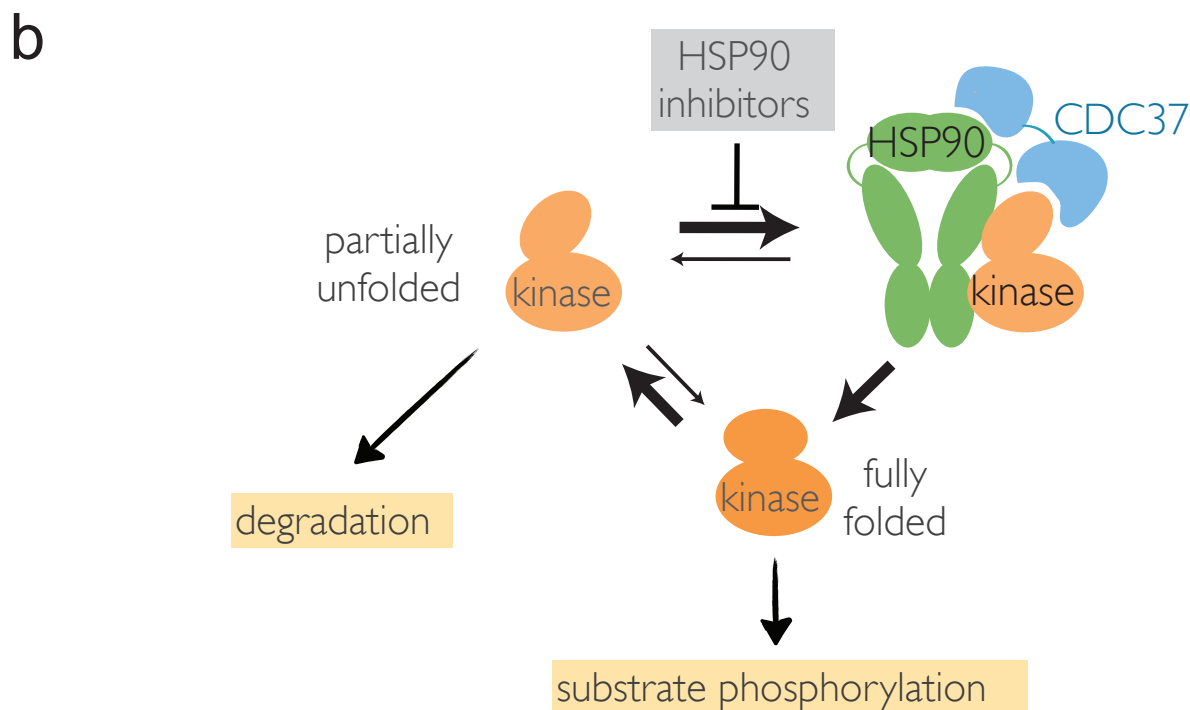 b
HSP90
inhibitors
HSP90
CDC37
partially
unfolded
kinase
kinase
kinase
fully
folded
degradation
substrate phosphorylation